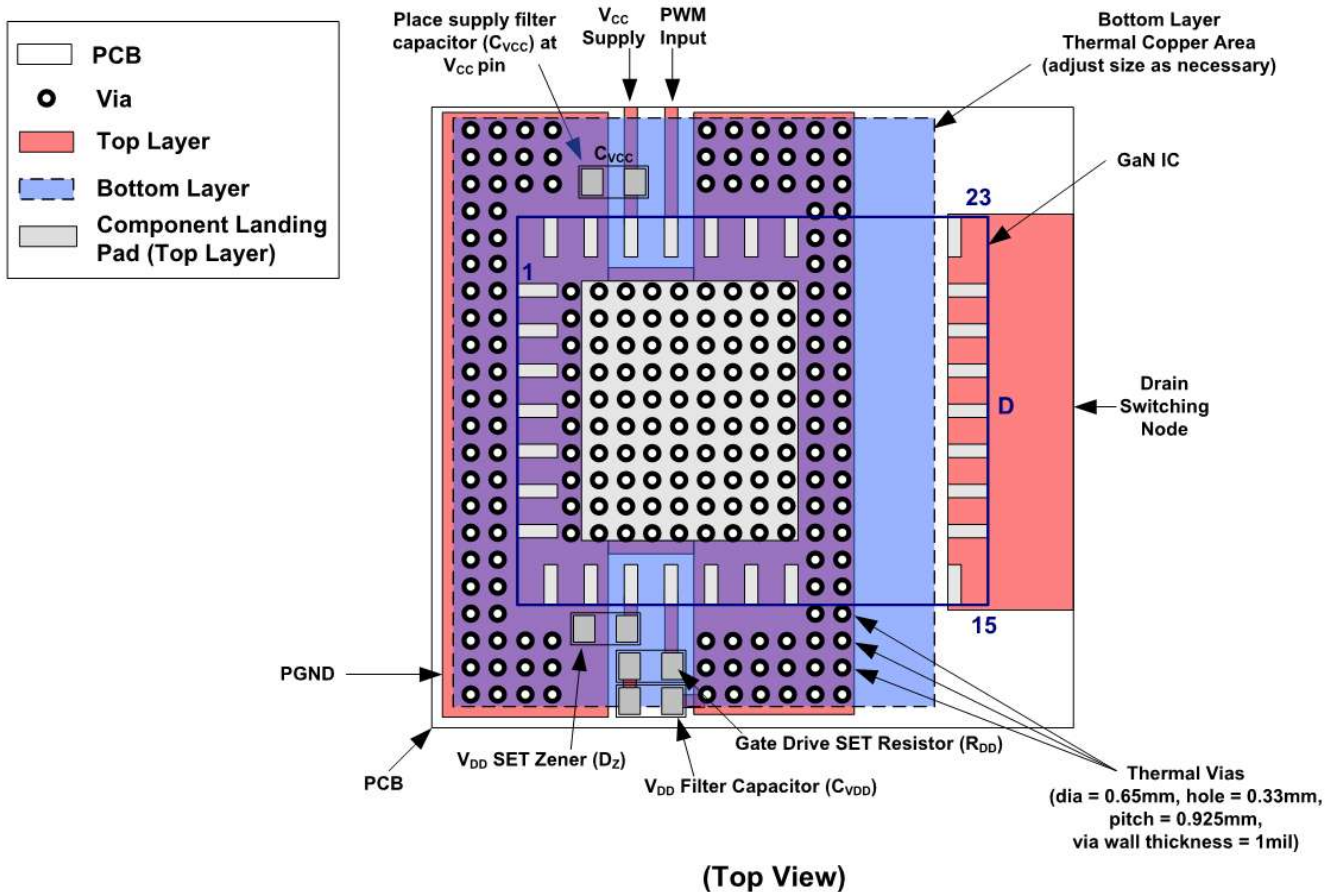 PCB
Via
Top Layer
Bottom Layer
Component Landing
Pad (Top Layer)
Place supply filter
capacitor (CVCC) at
VCC pin
VCC
Supply
PWM
Input
Bottom Layer
Thermal Copper Area
(adjust size as necessary)
CVCC
GaN IC
23
1
D
Drain
Switching
Node
15
PGND
PCB
VDD SET Zener (DZ)
Gate Drive SET Resistor (RDD)
VDD Filter Capacitor (CVDD)
Thermal Vias
(dia = 0.65mm, hole = 0.33mm,
pitch = 0.925mm,
via wall thickness = 1mil)
(Top View)